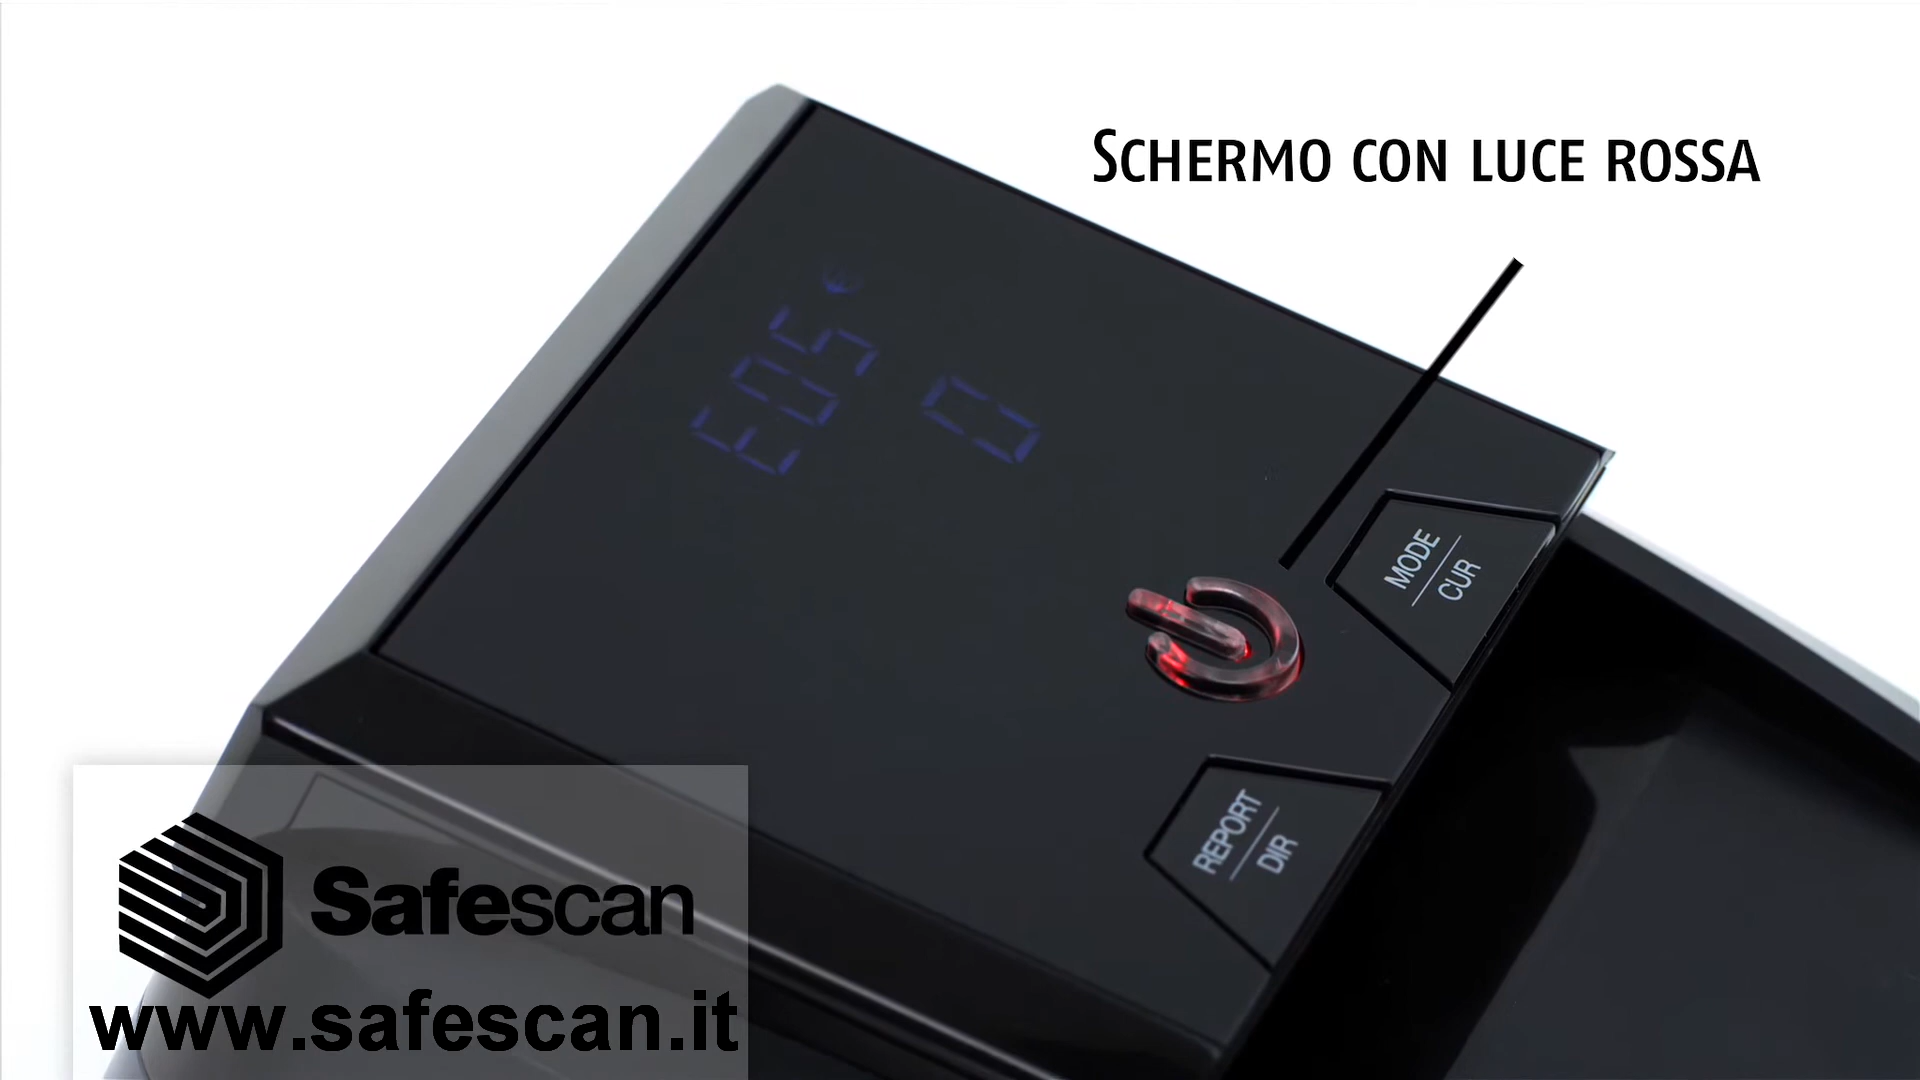 SCHERMO CON LUCE ROSSA
€
E05
0
MODE
CUR
REPORT
DIR
Safescan
www.safescan.it